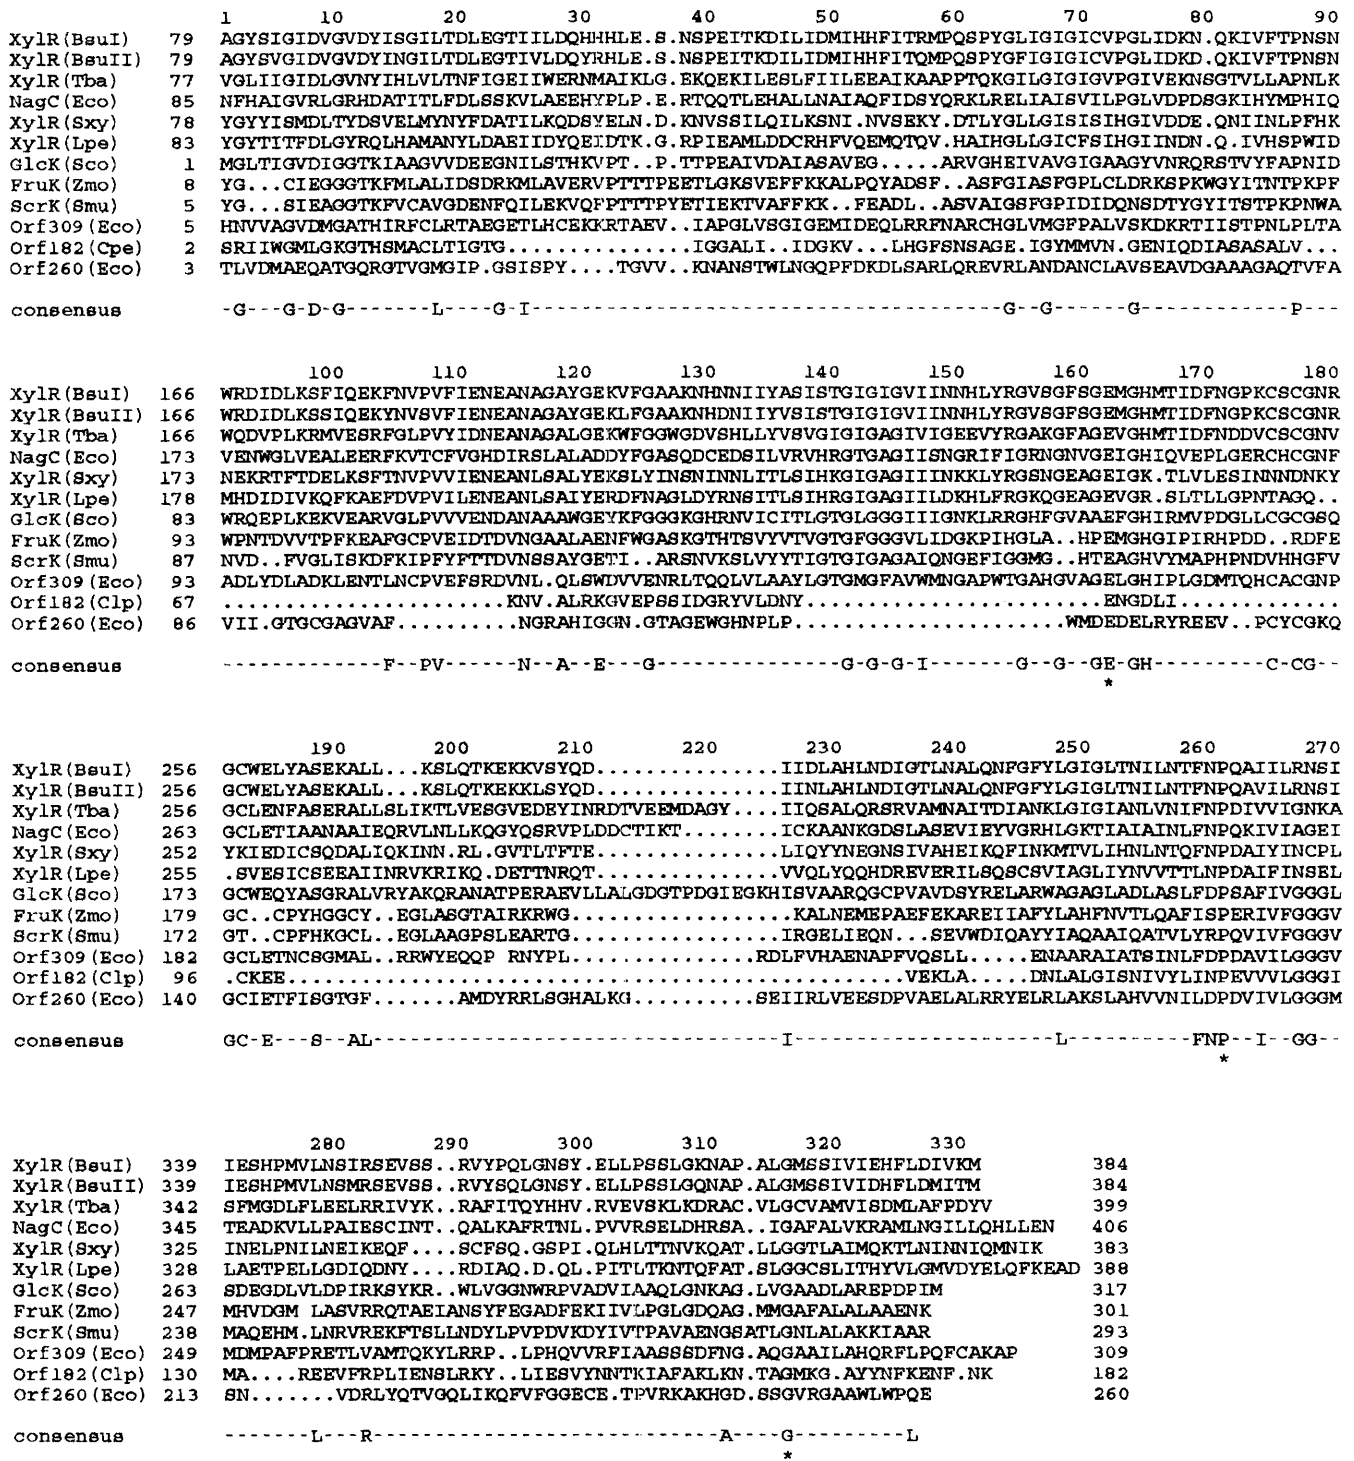 1 10 20 30 40 50 60 70 80 90
XylR(BsuI) 79 AGYSIGIDVGVDYISGILTDLEGTIILDQHHHLE.S.NSPEITKDILIDMIHHFITRMPQSPYGLIGIGICVPGLIDKN.QKIVFTPNSN
XylR(BsuII) 79 AGYSVGIDVGVDYINGILTDLEGTIVLDQYRHLE.S.NSPEITKDILIDMIHHFITQMPQSPYGFIGIGICVPGLIDKD.QKIVFTPNSN
XylR(Tba) 77 VGLIIGIDLGVNYIHLVLTNFIGEIIWERNMAIKLG.EKQEKILESLFIILEEAIKAAPPTQKGILGIGIGVPGIVEKNSGTVLLAPNLK
NagC(Eco) 85 NFHAIGVRLGRHDATITLFDLSSKVLAEEHYPLP.E.RTQQTLEHALLNAIAQFIDSYQRKLRELIAISVILPGLVDPDSGKIHYMPHIQ
XylR(Sxy) 78 YGYYISMDLTYDSVELMYNYFDATILKQDSYELN.D.KNVSSILQILKSNI.NVSEKY.DTLYGLLGISISIHGIVDDE.QNIINLPFHK
XylR(Lpe) 83 YGYTITFDLGYRQLHAMANYLDAEIIDYQEIDTK.G.RPIEAMLDDCRHFVQEMQTQV.HAIHGLLGICFSIHGIINDN.Q.IVHSPWID
GlcK(Sco) 1 MGLTIGVDIGGTKIAAGVVDEEGNILSTHKVPT..P.TTPEAIVDAIASAVEG.....ARVGHEIVAVGIGAAGYVNRQRSTVYFAPNID
FruK(Zmo) 8 YG...CIEGGGTKFMLALIDSDRKMLAVERVPTTTPEETLGKSVEFFKKALPQYADSF..ASFGIASFGPLCLDRKSPKWGYITNTPKPF
ScrK(Smu) 5 YG...SIEAGGTKFVCAVGDENFQILEKVQFPTTTPYETIEKTVAFFKK..FEADL..ASVAIGSFGPIDIDQNSDTYGYITSTPKPNWA
Orf309(Eco) 5 HNVVAGVDMGATHIRFCLRTAEGETLHCEKKRTAEV..IAPGLVSGIGEMIDEQLRRFNARCHGLVMGFPALVSKDKRTIISTPNLPLTA
Orf182(Cpe) 2 SRIIWGMLGKGTHSMACLTIGTG..............IGGALI..IDGKV...LHGFSNSAGE.IGYMMVN.GENIQDIASASALV...
Orf260(Eco) 3 TLVDMAEQATGQRGTVGMGIP.GSISPY....TGVV..KNANSTWLNGQPFDKDLSARLQREVRLANDANCLAVSEAVDGAAAGAQTVFA
consensus -G---G-D-G-------L----G-I--------------------------------------G--G------G------------P---
100 110 120 130 140 150 160 170 180
XylR(BsuI) 166 WRDIDLKSFIQEKFNVPVFIENEANAGAYGEKVFGAAKNHNNIIYASISTGIGIGVIINNHLYRGVSGFSGEMGHMTIDFNGPKCSCGNR
XylR(BsuII) 166 WRDIDLKSSIQEKYNVSVFIENEANAGAYGEKLFGAAKNHDNIIYVSISTGIGIGVIINNHLYRGVSGFSGEMGHMTIDFNGPKCSCGNR
XylR(Tba) 166 WQDVPLKRMVESRFGLPVYIDNEANAGALGEKWFGGWGDVSHLLYVSVGIGIGAGIVIGEEVYRGAKGFAGEVGHMTIDFNDDVCSCGNV
NagC(Eco) 173 VENWGLVEALEERFKVTCFVGHDIRSLALADDYFGASQDCEDSILVRVHRGTGAGIISNGRIFIGRNGNVGEIGHIQVEPLGERCHCGNF
XylR(Sxy) 173 NEKRTFTDELKSFTNVPVVIENEANLSALYEKSLYINSNINNLITLSIHKGIGAGIIINKKLYRGSNGEAGEIGK.TLVLESINNNDNKY
XylR(Lpe) 178 MHDIDIVKQFKAEFDVPVILENEANLSAIYERDFNAGLDYRNSITLSIHRGIGAGIILDKHLFRGKQGEAGEVGR.SLTLLGPNTAGQ..
GlcK(Sco) 83 WRQEPLKEKVEARVGLPVVVENDANAAAWGEYKFGGGKGHRNVICITLGTGLGGGIIIGNKLRRGHFGVAAEFGHIRMVPDGLLCGCGSQ
FruK(Zmo) 93 WPNTDVVTPFKEAFGCPVEIDTDVNGAALAENFWGASKGTHTSVYVTVGTGFGGGVLIDGKPIHGLA..HPEMGHGIPIRHPDD..RDFE
ScrK(Smu) 87 NVD..FVGLISKDFKIPFYFTTDVNSSAYGETI..ARSNVKSLVYYTIGTGIGAGAIQNGEFIGGMG..HTEAGHVYMAPHPNDVHHGFV
Orf309(Eco) 93 ADLYDLADKLENTLNCPVEFSRDVNL.QLSWDVVENRLTQQLVLAAYLGTGMGFAVWMNGAPWTGAHGVAGELGHIPLGDMTQHCACGNP
Orf182(Clp) 67 .......................KNV.ALRKGVEPSSIDGRYVLDNY........................ENGDLI.............
Orf260(Eco) 86 VII.GTGCGAGVAF..........NGRAHIGGN.GTAGEWGHNPLP......................WMDEDELRYREEV..PCYCGKQ
consensus -------------F--PV------N--A--E---G---------------G-G-G-I-------G--G--GE-GH---------C-CG--
*
190 200 210 220 230 240 250 260 270
XylR(BsuI) 256 GCWELYASEKALL...KSLQTKEKKVSYQD...............IIDLAHLNDIGTLNALQNFGFYLGIGLTNILNTFNPQAIILRNSI
XylR(BsuII) 256 GCWELYASEKALL...KSLQTKEKKLSYQD...............IINLAHLNDIGTLNALQNFGFYLGIGLTNILNTFNPQAVILRNSI
XylR(Tba) 256 GCLENFASERALLSLIKTLVESGVEDEYINRDTVEEMDAGY....IIQSALQRSRVAMNAITDIANKLGIGIANLVNIFNPDIVVIGNKA
NagC(Eco) 263 GCLETIAANAAIEQRVLNLLKQGYQSRVPLDDCTIKT........ICKAANKGDSLASEVIEYVGRHLGKTIAIAINLFNPQKIVIAGEI
XylR(Sxy) 252 YKIEDICSQDALIQKINN.RL.GVTLTFTE...............LIQYYNEGNSIVAHEIKQFINKMTVLIHNLNTQFNPDAIYINCPL
XylR(Lpe) 255 .SVESICSEEAIINRVKRIKQ.DETTNRQT...............VVQLYQQHDREVERILSQSCSVIAGLIYNVVTTLNPDAIFINSEL
GlcK(Sco) 173 GCWEQYASGRALVRYAKQRANATPERAEVLLALGDGTPDGIEGKHISVAARQGCPVAVDSYRELARWAGAGLADLASLFDPSAFIVGGGL
FruK(Zmo) 179 GC..CPYHGGCY..EGLASGTAIRKRWG..................KALNEMEPAEFEKAREIIAFYLAHFNVTLQAFISPERIVFGGGV
ScrK(Smu) 172 GT..CPFHKGCL..EGLAAGPSLEARTG..................IRGELIEQN...SEVWDIQAYYIAQAAIQATVLYRPQVIVFGGGV
Orf309(Eco) 182 GCLETNCSGMAL..RRWYEQQP RNYPL................RDLFVHAENAPFVQSLL.....ENAARAIATSINLFDPDAVILGGGV
Orf182(Clp) 96 .CKEE..................................................VEKLA.....DNLALGISNIVYLINPEVVVLGGGI
Orf260(Eco) 140 GCIETFISGTGF.......AMDYRRLSGHALKG..........SEIIRLVEESDPVAELALRRYELRLAKSLAHVVNILDPDVIVLGGGM
consensus GC-E---S--AL----------------------------------I---------------------L----------FNP--I--GG--
*
280 290 300 310 320 330
XylR(BsuI) 339 IESHPMVLNSIRSEVSS..RVYPQLGNSY.ELLPSSLGKNAP.ALGMSSIVIEHFLDIVKM 384
XylR(BsuII) 339 IESHPMVLNSMRSEVSS..RVYSQLGNSY.ELLPSSLGQNAP.ALGMSSIVIDHFLDMITM 384
XylR(Tba) 342 SFMGDLFLEELRRIVYK..RAFITQYHHV.RVEVSKLKDRAC.VLGCVAMVISDMLAFPDYV 399
NagC(Eco) 345 TEADKVLLPAIESCINT..QALKAFRTNL.PVVRSELDHRSA.IGAFALVKRAMLNGILLQHLLEN 406
XylR(Sxy) 325 INELPNILNEIKEQF....SCFSQ.GSPI.QLHLTTNVKQAT.LLGGTLAIMQKTLNINNIQMNIK 383
XylR(Lpe) 328 LAETPELLGDIQDNY....RDIAQ.D.QL.PITLTKNTQFAT.SLGGCSLITHYVLGMVDYELQFKEAD 388
GlcK(Sco) 263 SDEGDLVLDPIRKSYKR..WLVGGNWRPVADVIAAQLGNKAG.LVGAADLAREPDPIM 317
FruK(Zmo) 247 MHVDGM LASVRRQTAEIANSYFEGADFEKIIVLPGLGDQAG.MMGAFALALAAENK 301
ScrK(Smu) 238 MAQEHM.LNRVREKFTSLLNDYLPVPDVKDYIVTPAVAENGSATLGNLALAKKIAAR 293
Orf309(Eco) 249 MDMPAFPRETLVAMTQKYLRRP..LPHQVVRFIAASSSDFNG.AQGAAILAHQRFLPQFCAKAP 309
Orf182(Clp) 130 MA....REEVFRPLIENSLRKY..LIESVYNNTKIAFAKLKN.TAGMKG.AYYNFKENF.NK 182
Orf260(Eco) 213 SN.......VDRLYQTVGQLIKQFVFGGECE.TPVRKAKHGD.SSGVRGAAWLWPQE 260
consensus -------L---R----------------------------A----G---------L
*